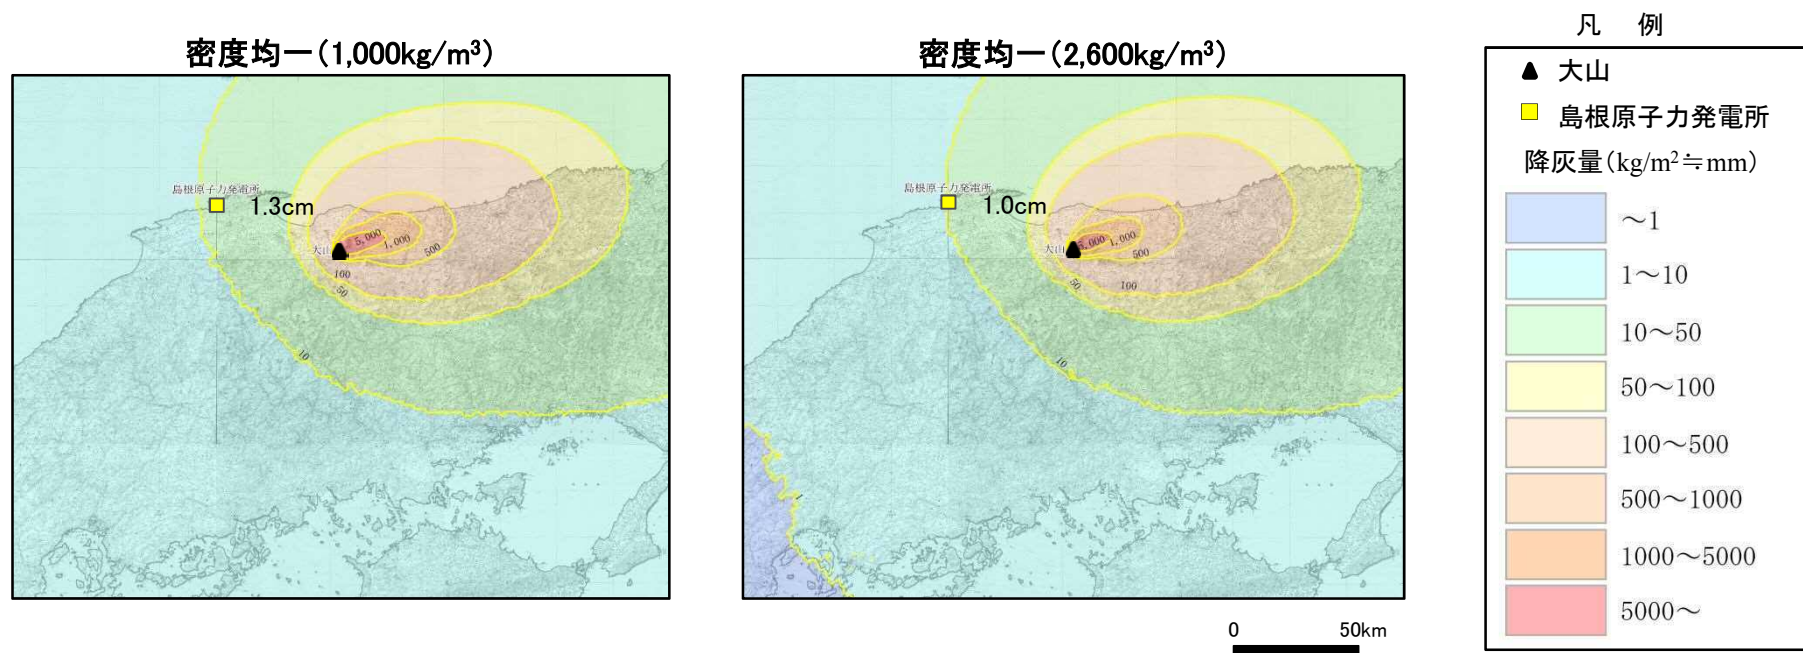 密度均一(1,000kg/m³)
島根原子力発電所
1.3cm
大山
5,000
1,000
500
100
50
10
密度均一(2,600kg/m³)
島根原子力発電所
1.0cm
大山
5,000
1,000
500
50
100
10
1
0 50km
凡 例
大山
島根原子力発電所
降灰量(kg/m²≒mm)
～1
1～10
10～50
50～100
100～500
500～1000
1000～5000
5000～